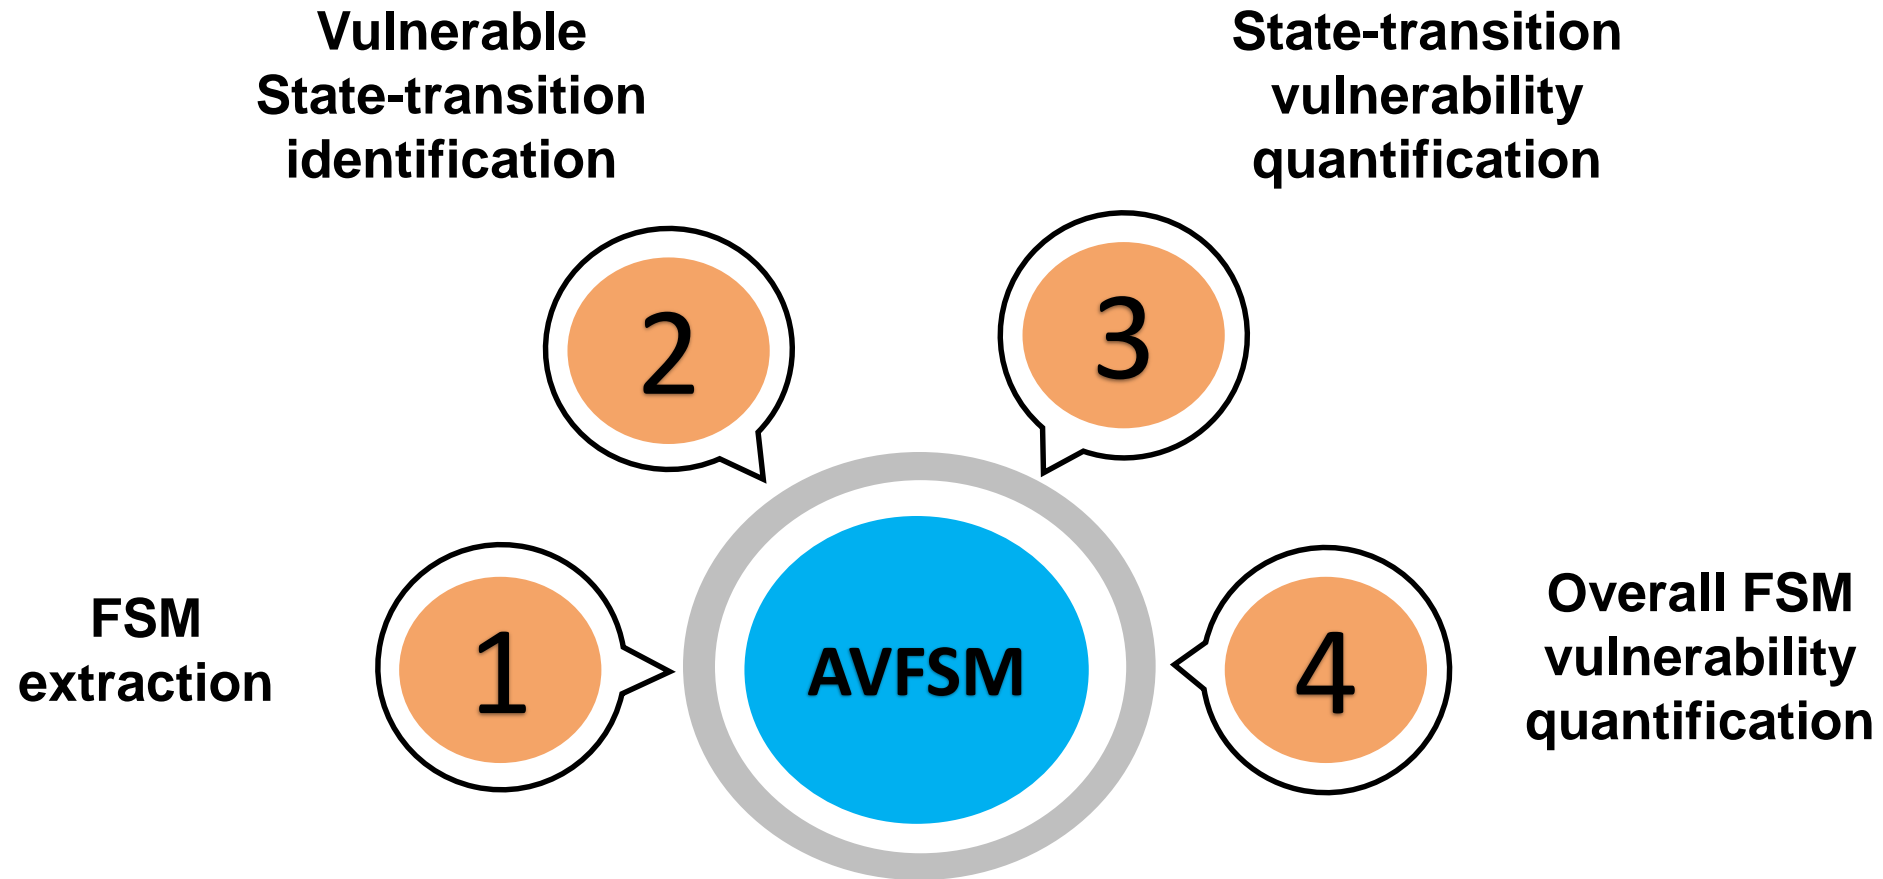 Vulnerable
State-transition
identification
State-transition
vulnerability
quantification
2
3
FSM
extraction
1
AVFSM
4
Overall FSM
vulnerability
quantification